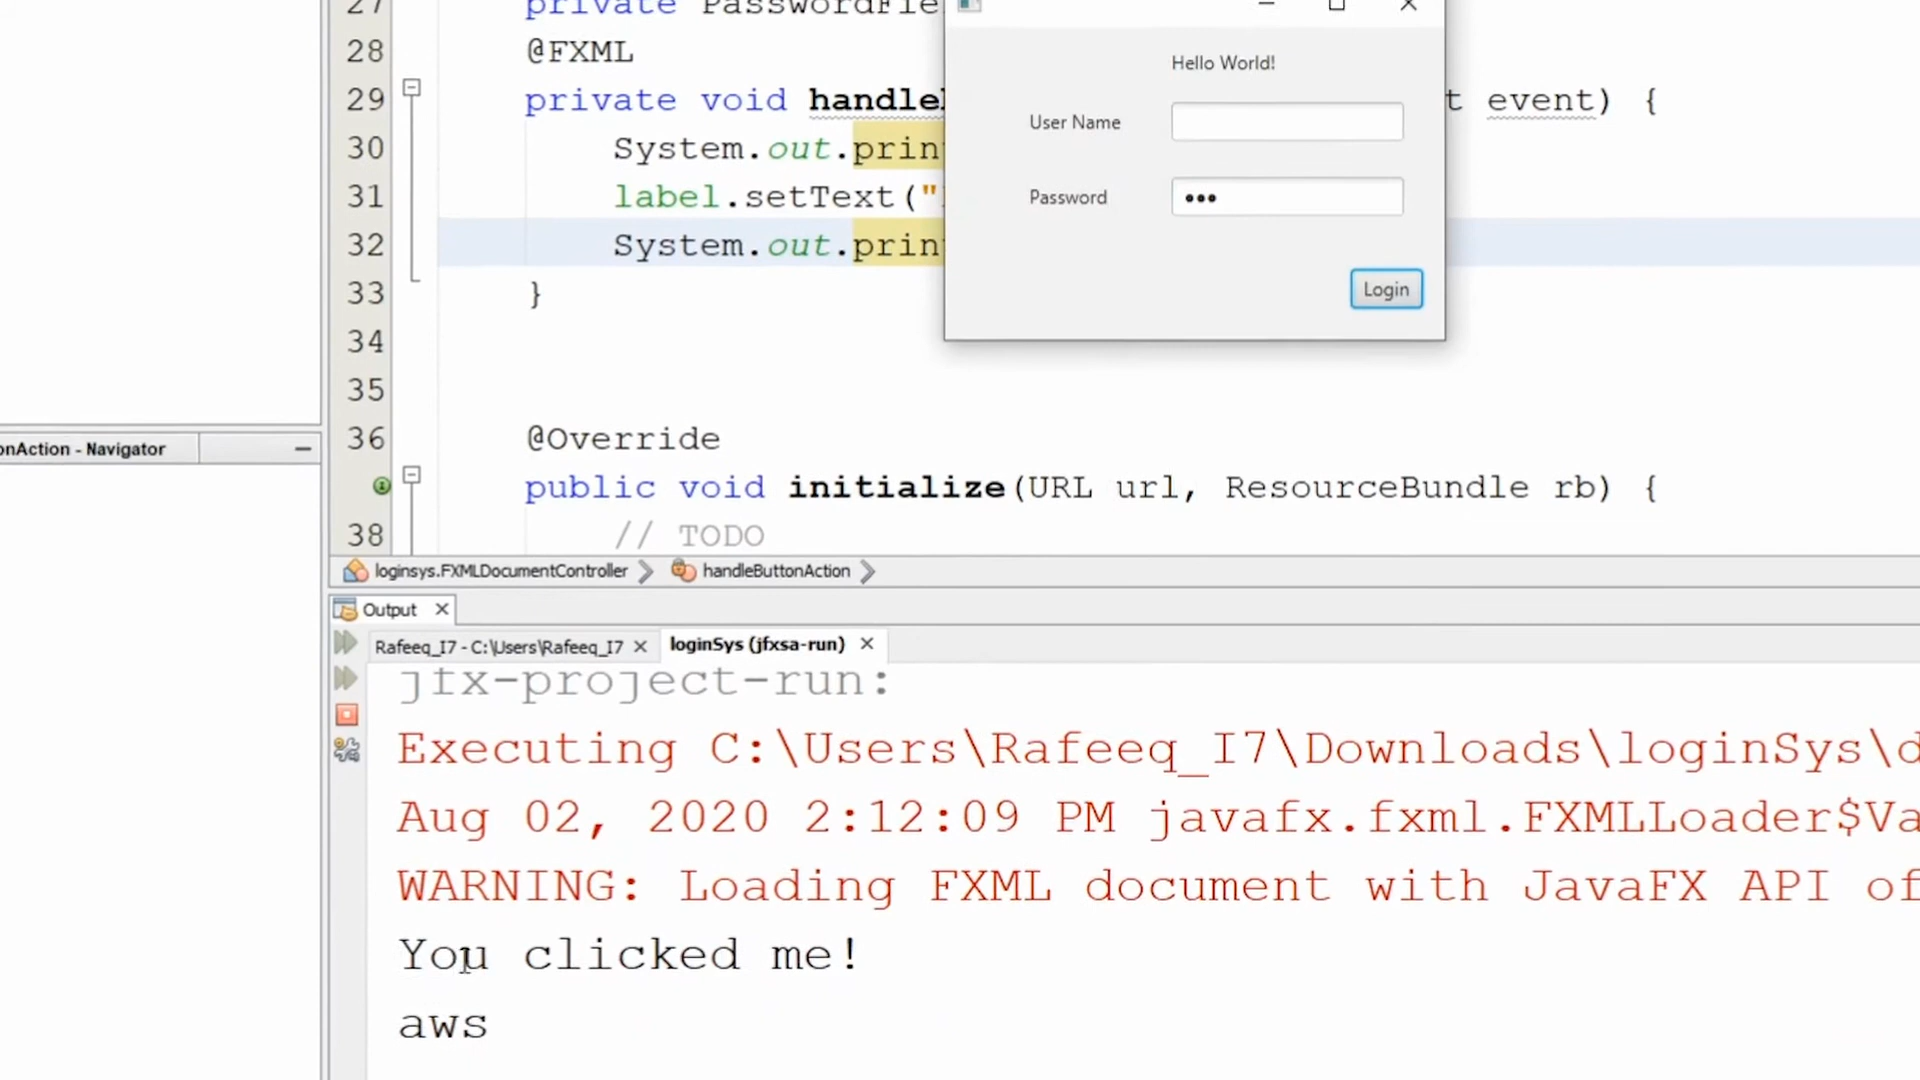 27 private PasswordFie
28 @FXML
29 private void handle t event) {
30 System.out.prin
31 label.setText("
32 System.out.prin
33 }
34
35
36 @Override
public void initialize(URL url, ResourceBundle rb) {
38 // TODO
Hello World!
User Name
Password
Login
onAction - Navigator
loginsys.FXMLDocumentController handleButtonAction
Output
Rafeeq_I7 - C:\Users\Rafeeq_I7 loginSys (jfxsa-run)
jfx-project-run:
Executing C:\Users\Rafeeq_I7\Downloads\loginSys\d
Aug 02, 2020 2:12:09 PM javafx.fxml.FXMLLoader$Va
WARNING: Loading FXML document with JavaFX API of
You clicked me!
aws